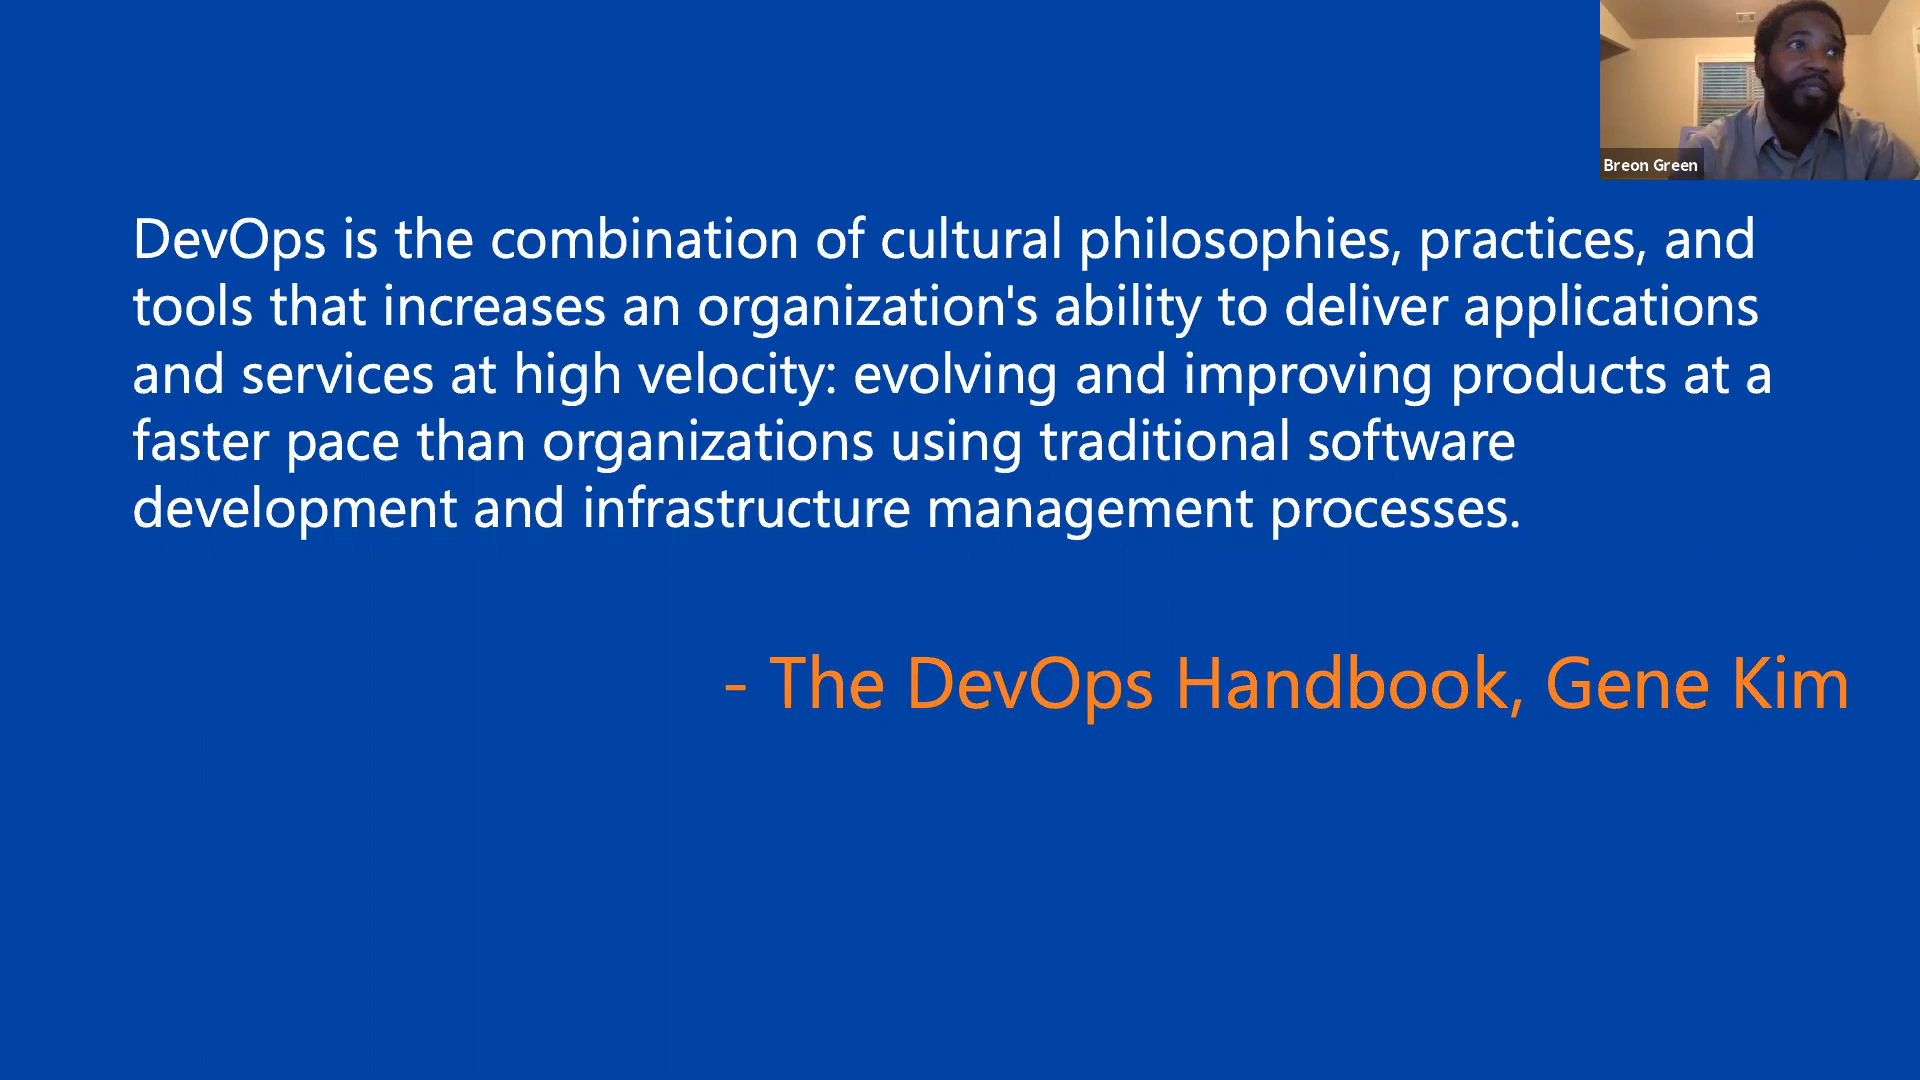 Breon Green
DevOps is the combination of cultural philosophies, practices, and
tools that increases an organization's ability to deliver applications
and services at high velocity: evolving and improving products at a
faster pace than organizations using traditional software
development and infrastructure management processes.
- The DevOps Handbook, Gene Kim